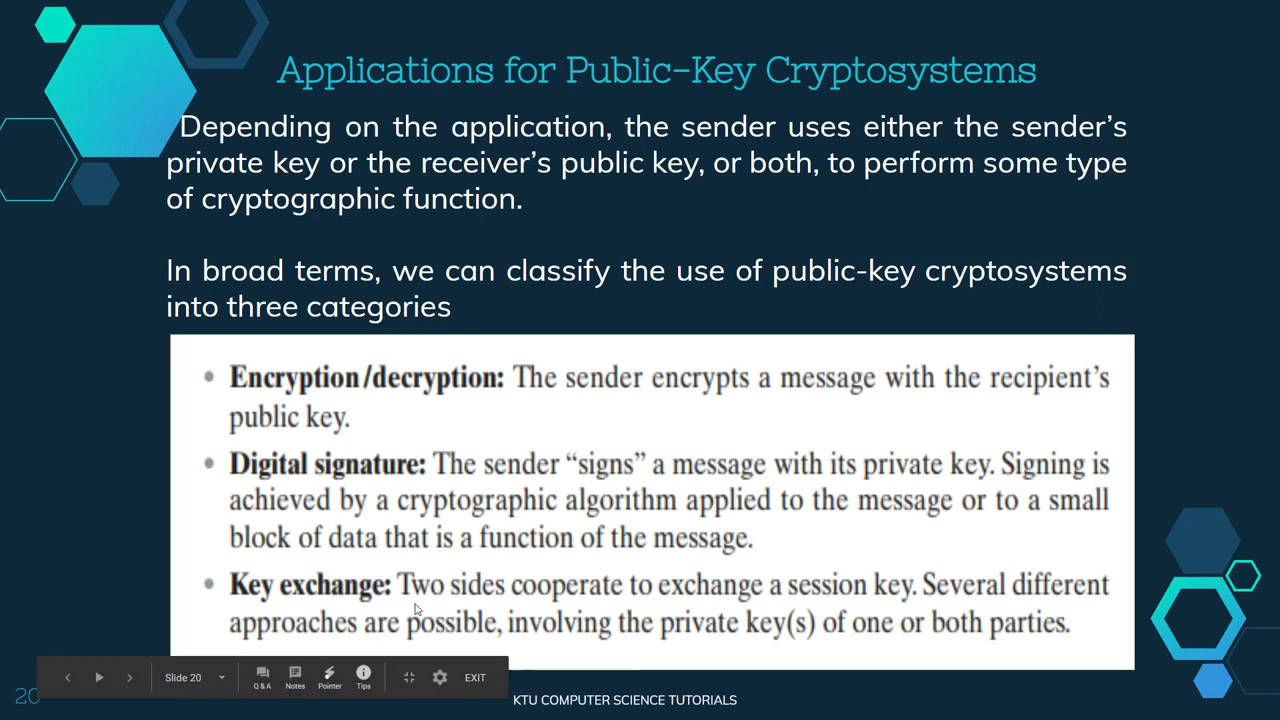 Applications for Public-Key Cryptosystems
Depending on the application, the sender uses either the sender’s
private key or the receiver’s public key, or both, to perform some type
of cryptographic function.
In broad terms, we can classify the use of public-key cryptosystems
into three categories
• Encryption/decryption: The sender encrypts a message with the recipient’s
public key.
• Digital signature: The sender “signs” a message with its private key. Signing is
achieved by a cryptographic algorithm applied to the message or to a small
block of data that is a function of the message.
• Key exchange: Two sides cooperate to exchange a session key. Several different
approaches are possible, involving the private key(s) of one or both parties.
Slide 20
Q & A
Notes
Pointer
Tips
EXIT
20
KTU COMPUTER SCIENCE TUTORIALS